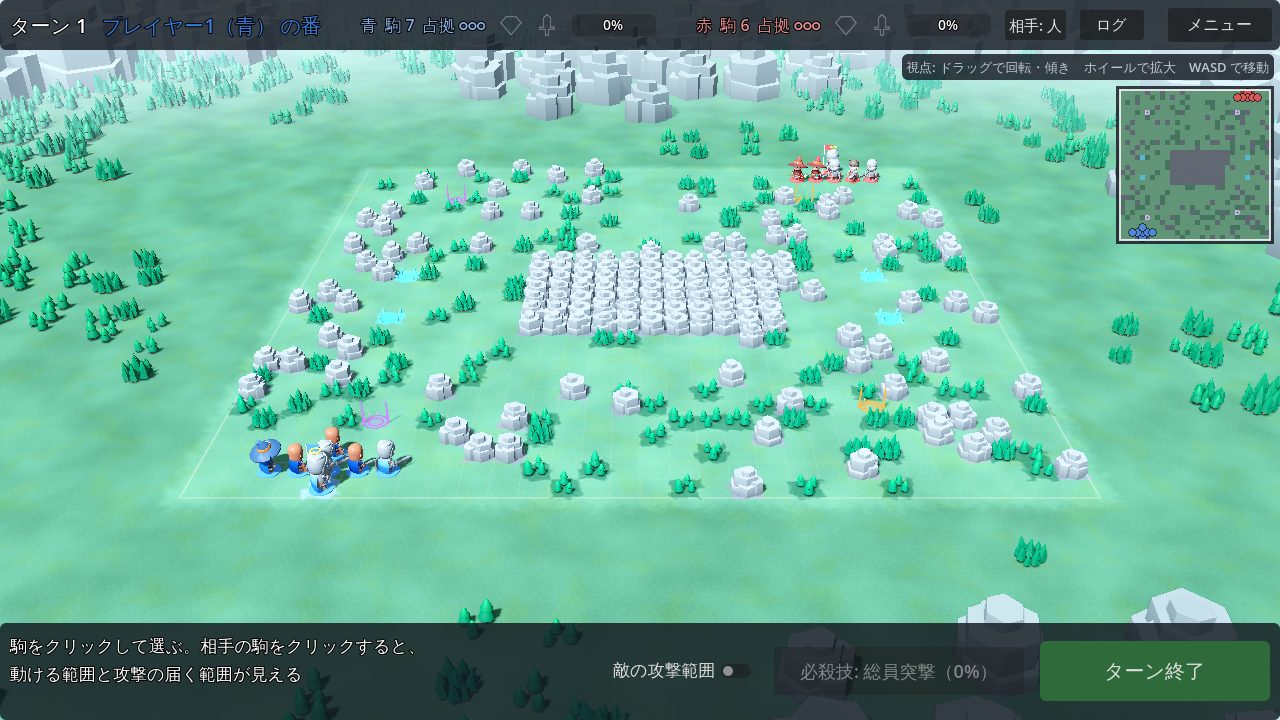 ターン 1 プレイヤー1（青）の番 青 駒 7 占拠 0% 赤 駒 6 占拠 0% 相手: 人 ログ メニュー
視点: ドラッグで回転・傾き ホイールで拡大 WASD で移動
駒をクリックして選ぶ。相手の駒をクリックすると、
動ける範囲と攻撃の届く範囲が見える
敵の攻撃範囲 必殺技: 総員突撃（0%） ターン終了